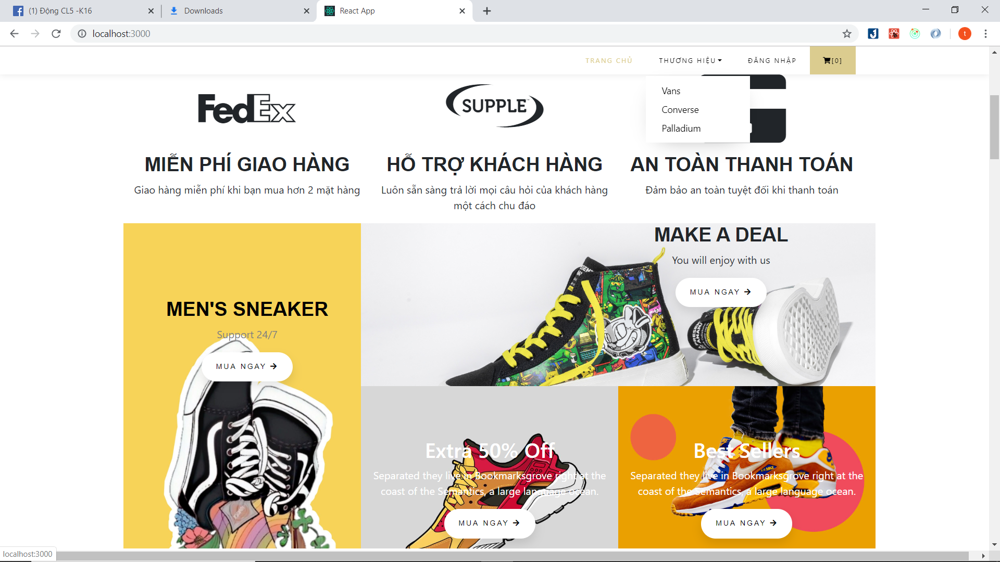 (1) Động CL5 -K16
Downloads
React App
localhost:3000
t
TRANG CHỦ
THƯƠNG HIỆU
ĐĂNG NHẬP
[0]
Vans
Converse
Palladium
FedEx
SUPPLE
MIỄN PHÍ GIAO HÀNG
Giao hàng miễn phí khi bạn mua hơn 2 mặt hàng
HỖ TRỢ KHÁCH HÀNG
Luôn sẵn sàng trả lời mọi câu hỏi của khách hàng
một cách chu đáo
AN TOÀN THANH TOÁN
Đảm bảo an toàn tuyệt đối khi thanh toán
MEN'S SNEAKER
Support 24/7
MUA NGAY
MAKE A DEAL
You will enjoy with us
MUA NGAY
Extra 50% Off
Separated they live in Bookmarksgrove right at the
coast of the Semantics, a large language ocean.
MUA NGAY
Best Sellers
Separated they live in Bookmarksgrove right at the
coast of the Semantics, a large language ocean.
MUA NGAY
AIR MAX
localhost:3000